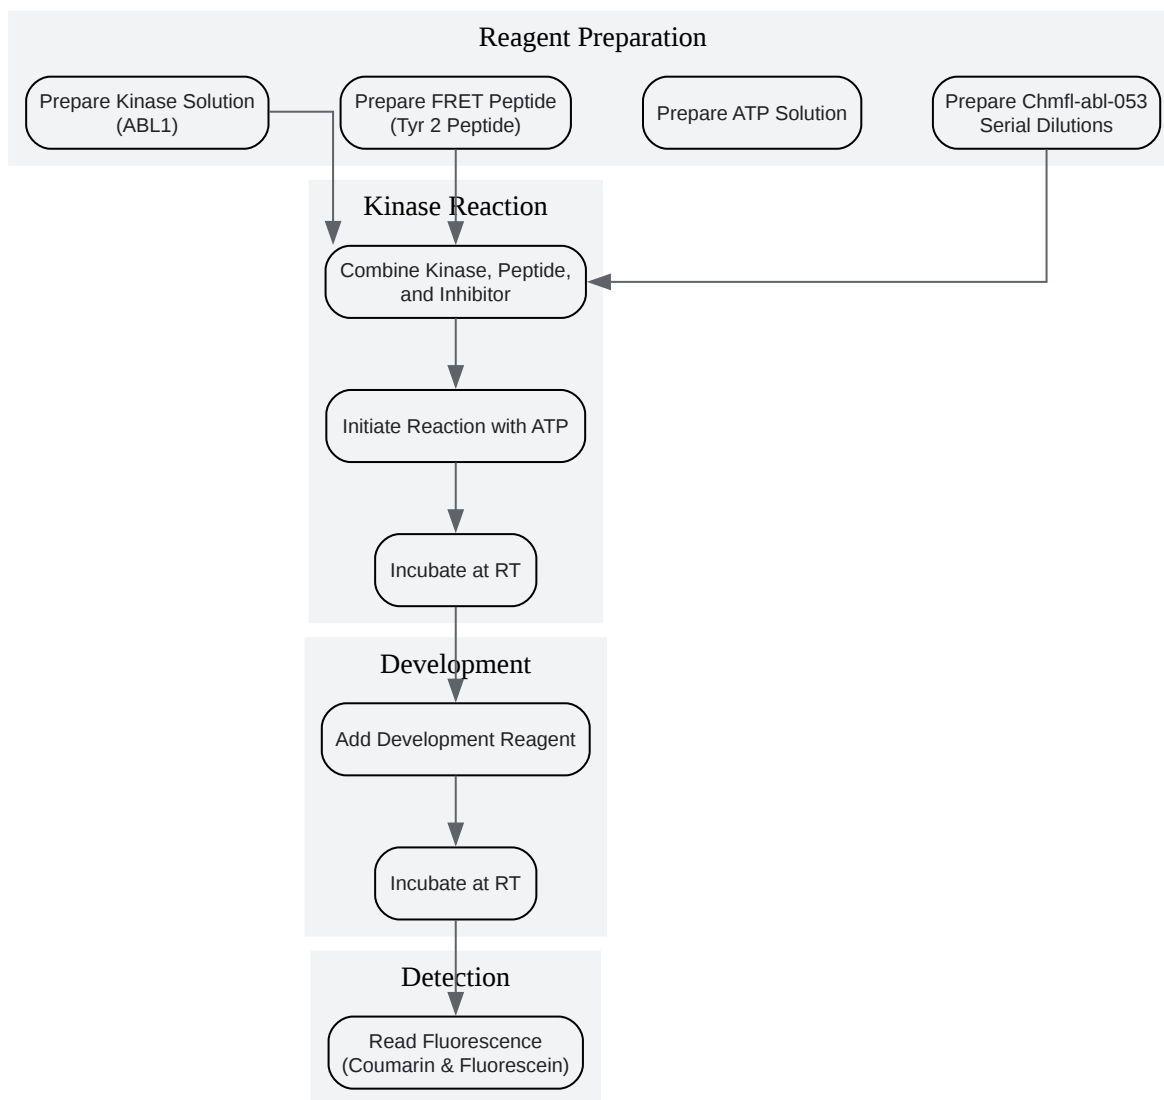 Reagent Preparation
Prepare Kinase Solution
(ABL1)
Prepare FRET Peptide
(Tyr 2 Peptide)
Prepare ATP Solution
Prepare Chmfl-abl-053
Serial Dilutions
Kinase Reaction
Combine Kinase, Peptide,
and Inhibitor
Initiate Reaction with ATP
Incubate at RT
Development
Add Development Reagent
Incubate at RT
Detection
Read Fluorescence
(Coumarin & Fluorescein)